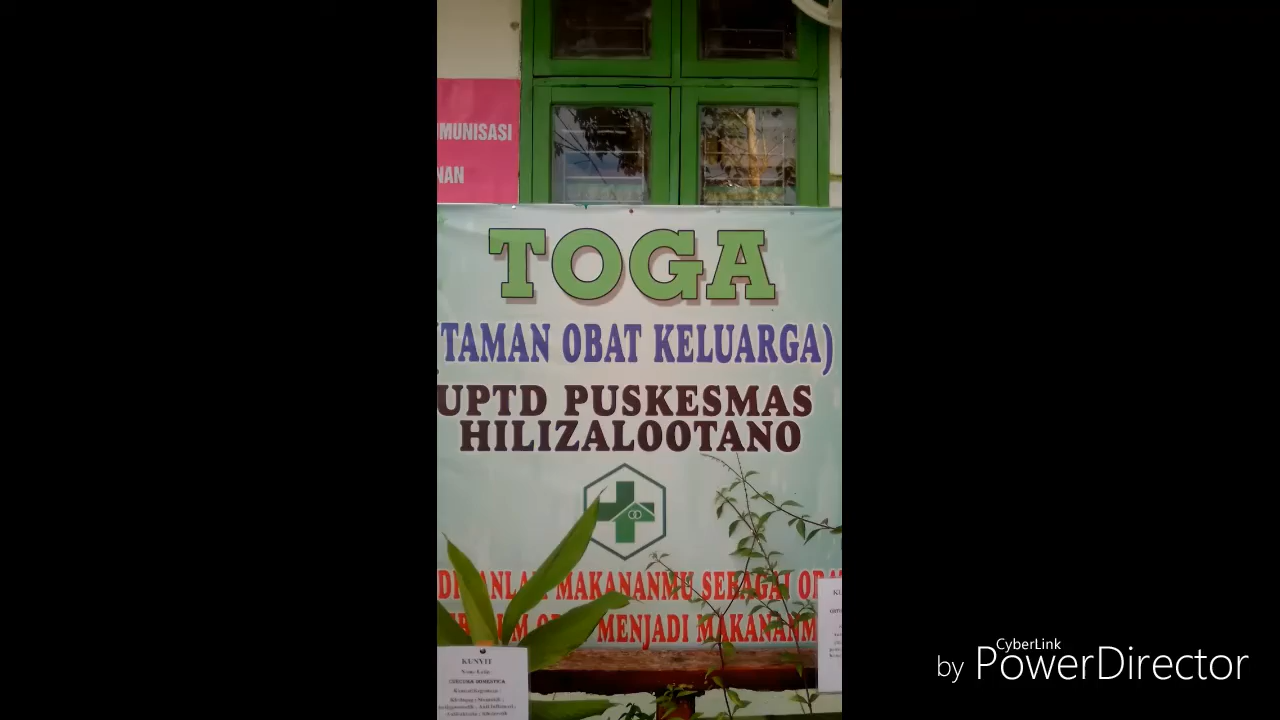 MUNISASI
NAN
TOGA
(TAMAN OBAT KELUARGA)
UPTD PUSKESMAS
HILIZALOOTANO
MAKANANMU SEBAGAI
MENJADI MAKANANM
KUNYIT
CURCUMA DOMESTICA
CyberLink
by PowerDirector